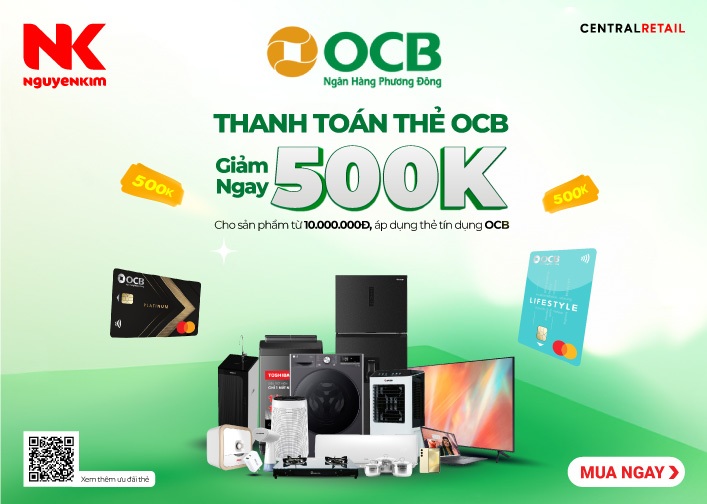 NK
NGUYENKIM
OCB
Ngân Hàng Phương Đông
CENTRALRETAIL
THANH TOÁN THẺ OCB
Giảm
Ngay
500K
Cho sản phẩm từ 10.000.000Đ, áp dụng thẻ tín dụng OCB
500K
500K
OCB
PLATINUM
OCB
LIFESTYLE
TOSHIBA
Xem thêm ưu đãi thẻ
MUA NGAY